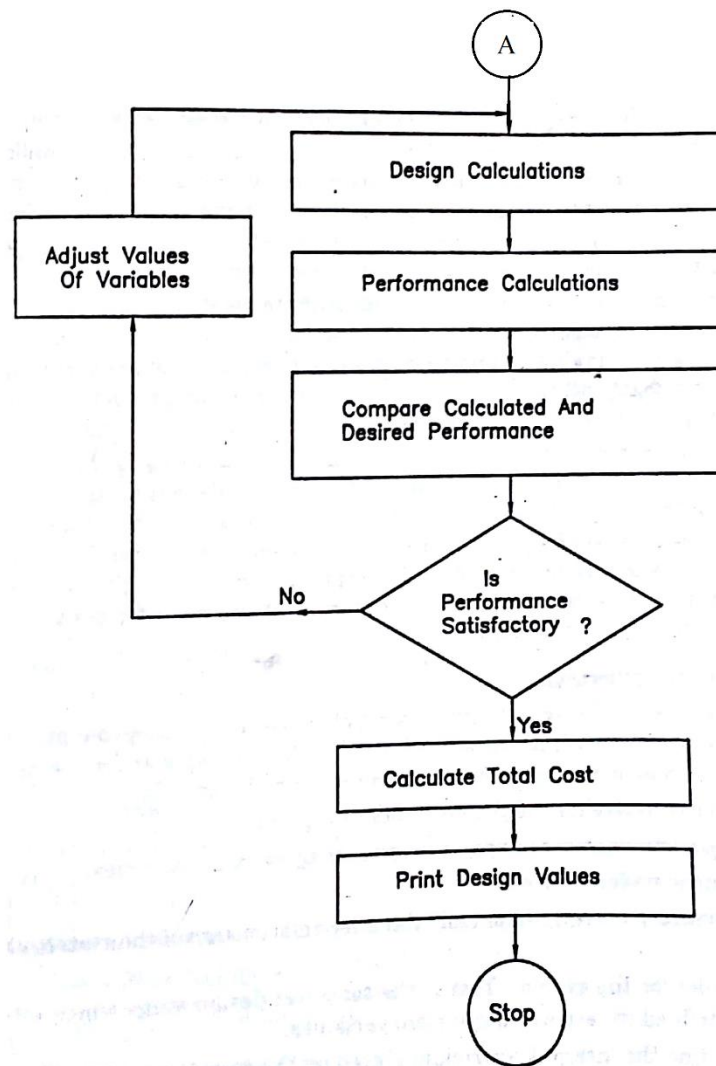 A
Design Calculations
Adjust Values
Of Variables
Performance Calculations
Compare Calculated And
Desired Performance
Is
Performance
Satisfactory ?
No
Yes
Calculate Total Cost
Print Design Values
Stop